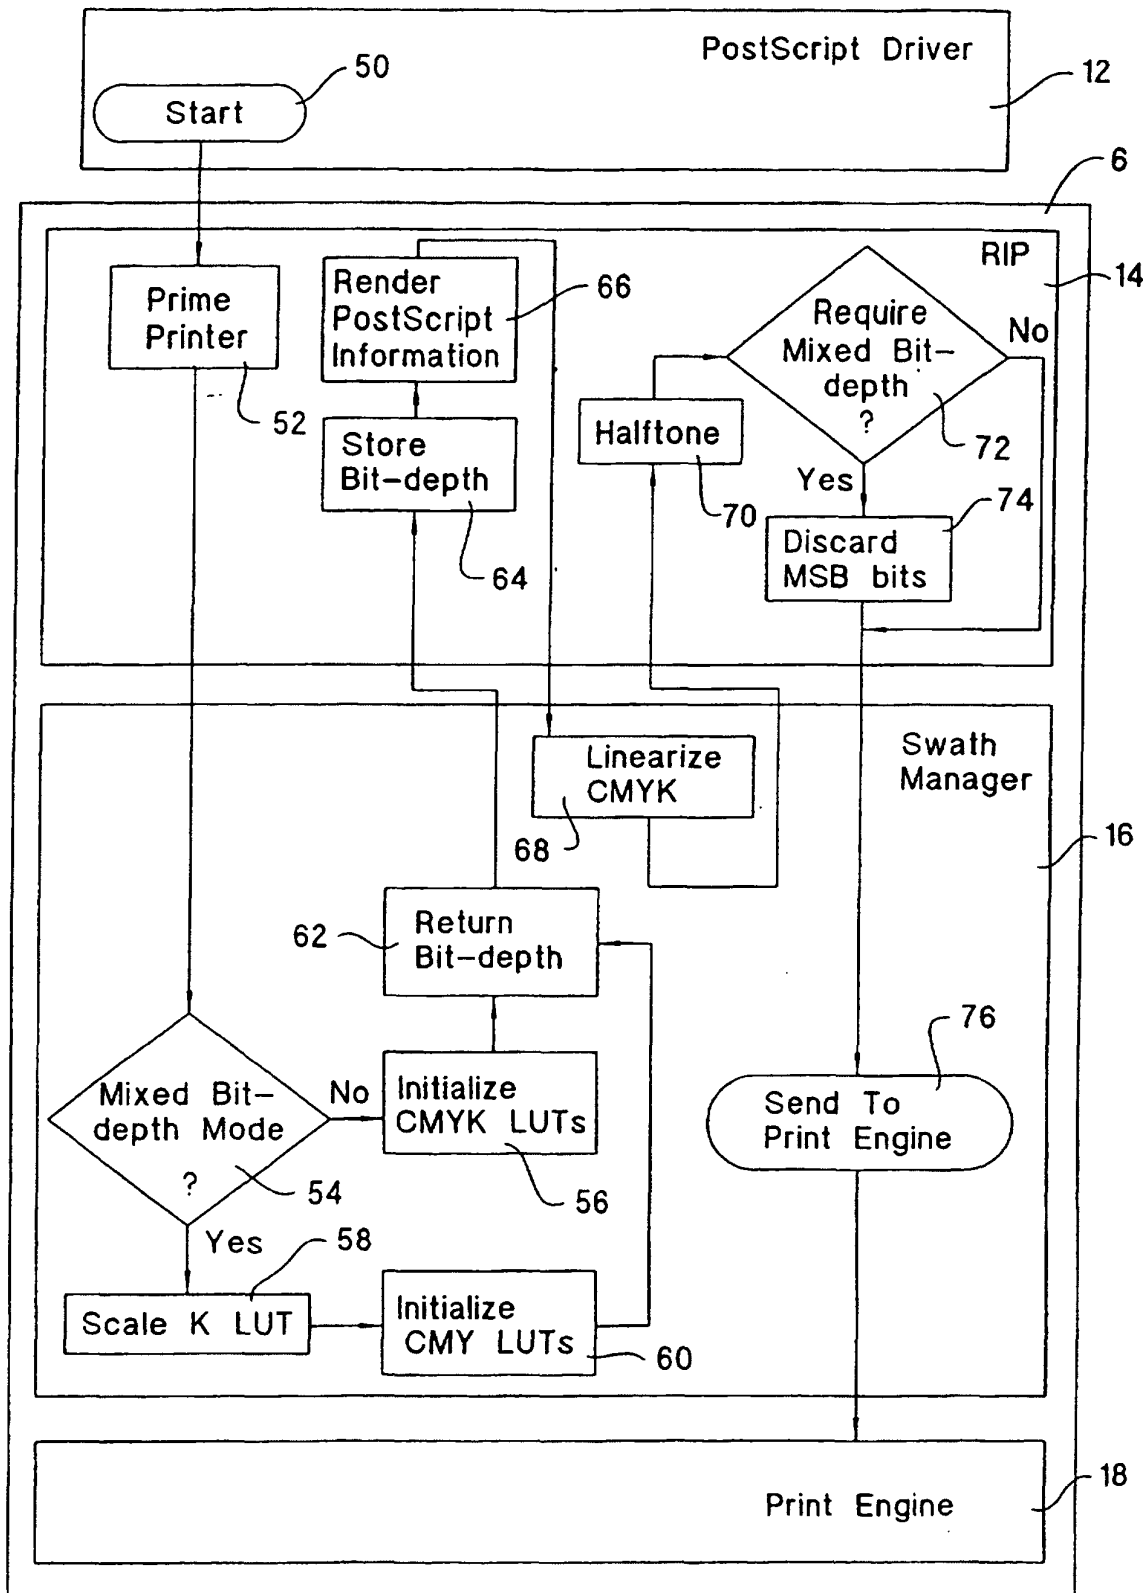 PostScript Driver
50
12
Start
6
RIP
14
Prime
Printer
52
Render
PostScript
Information
66
Require
Mixed Bit-
depth
?
No
72
Store
Bit-depth
64
Halftone
70
Yes
74
Discard
MSB bits
Swath
Manager
16
Linearize
CMYK
68
62
Return
Bit-depth
76
Mixed Bit-
depth Mode
?
54
No
Initialize
CMYK LUTs
56
Send To
Print Engine
Yes
58
Scale K LUT
Initialize
CMY LUTs
60
18
Print Engine